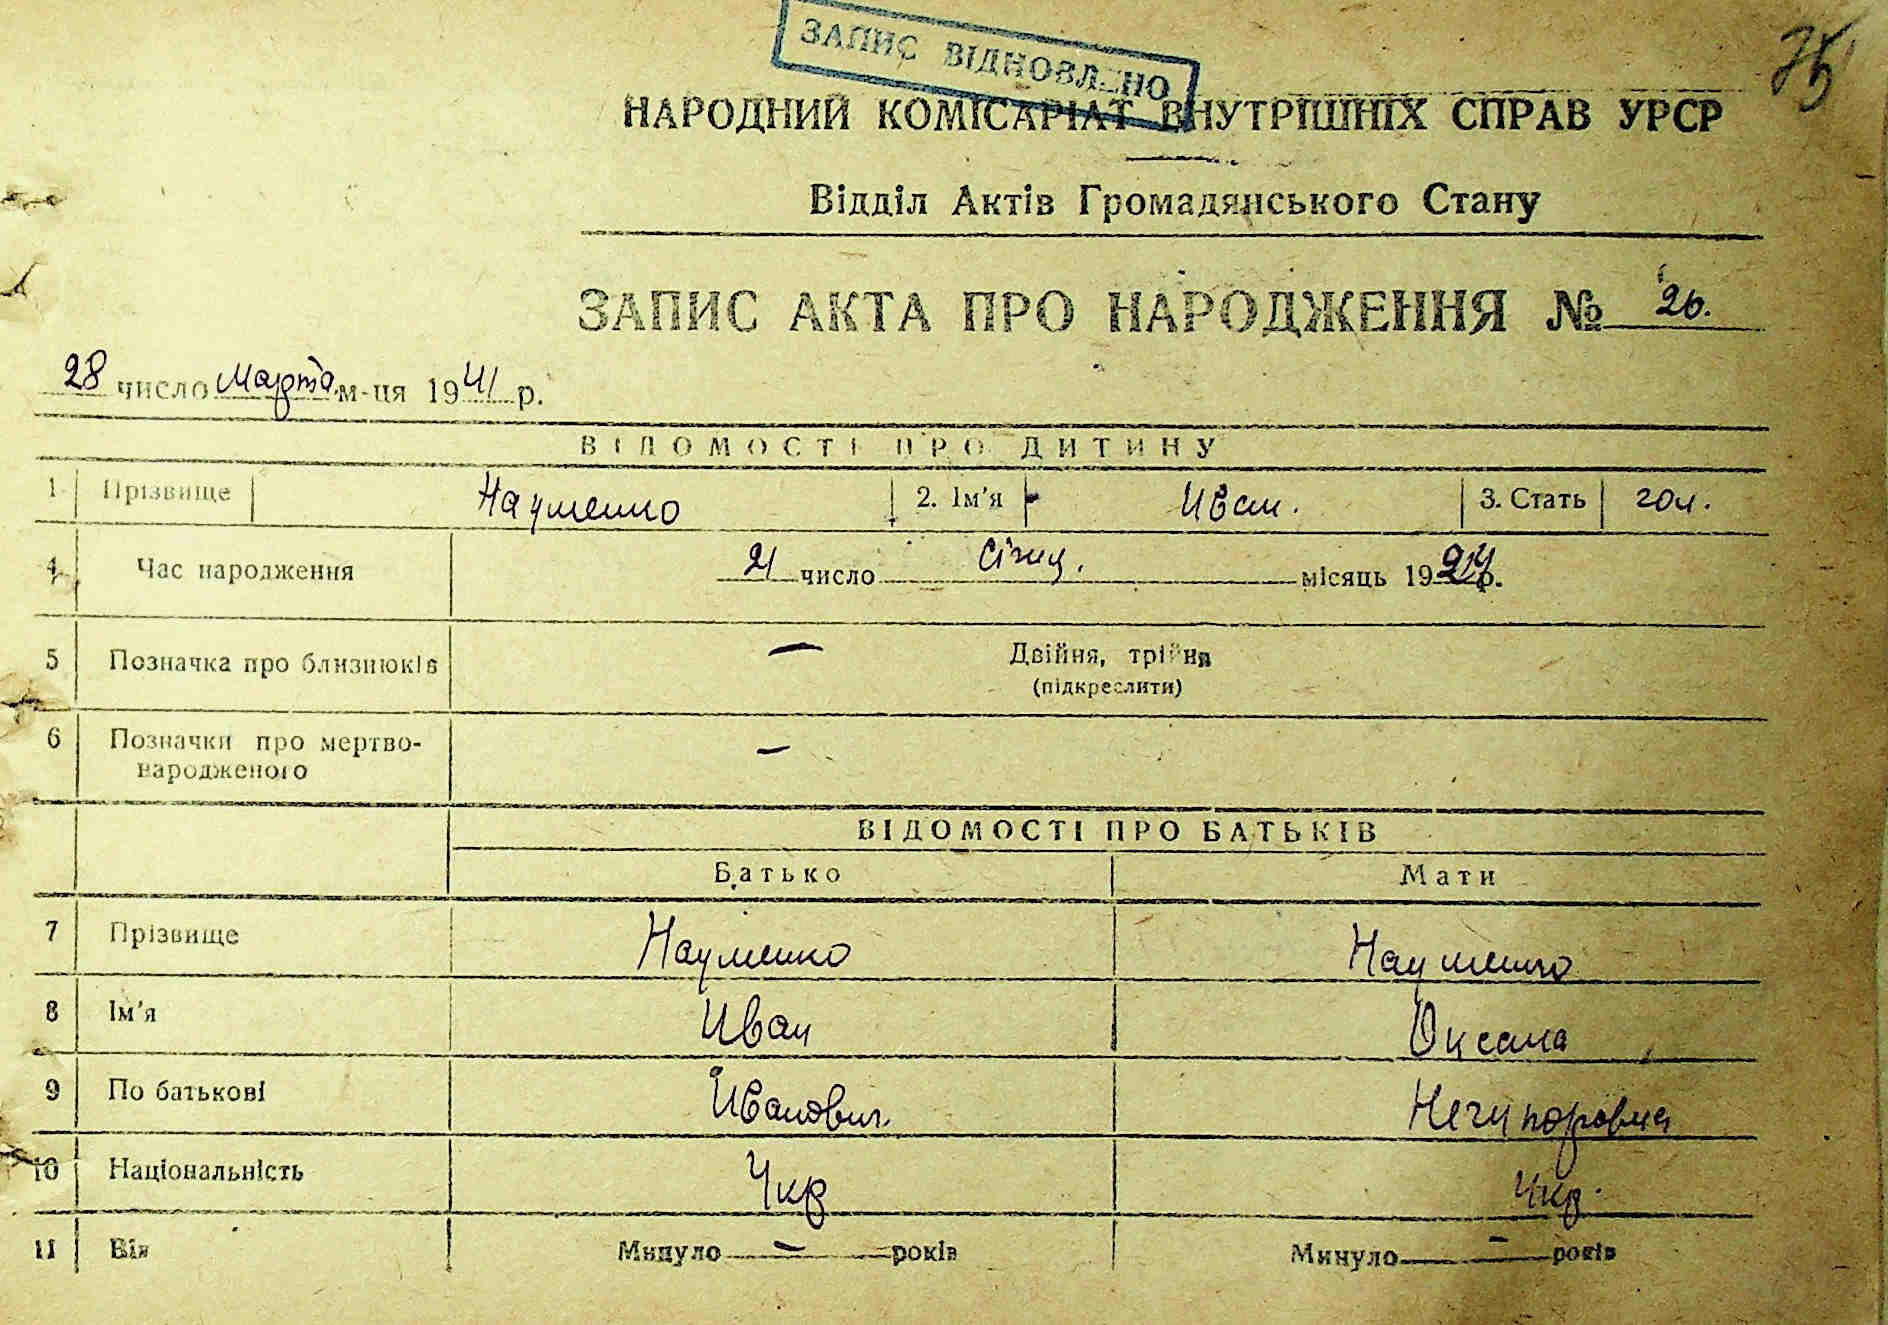 ЗАПИС ВІДНОВЛЕНО
75
НАРОДНИЙ КОМІСАРІАТ ВНУТРІШНІХ СПРАВ УРСР
Відділ Актів Громадянського Стану
ЗАПИС АКТА ПРО НАРОДЖЕННЯ № 26.
28 число Марта м-ця 1941 р.
ВІДОМОСТІ ПРО ДИТИНУ
1 Прізвище Науменко 2. Ім'я Иван. 3. Стать чол.
4 Час народження 21 число січня. місяць 1924 р.
5 Позначка про близнюків — Двійня, трійня
(підкреслити)
6 Позначки про мертво-
народженого —
ВІДОМОСТІ ПРО БАТЬКІВ
Батько Мати
7 Прізвище Науменко Науменко
8 Ім'я Иван Оксана
9 По батькові Иванович. Нечипоровна
10 Національність Укр Укр.
11 Вік Минуло — років Минуло — років